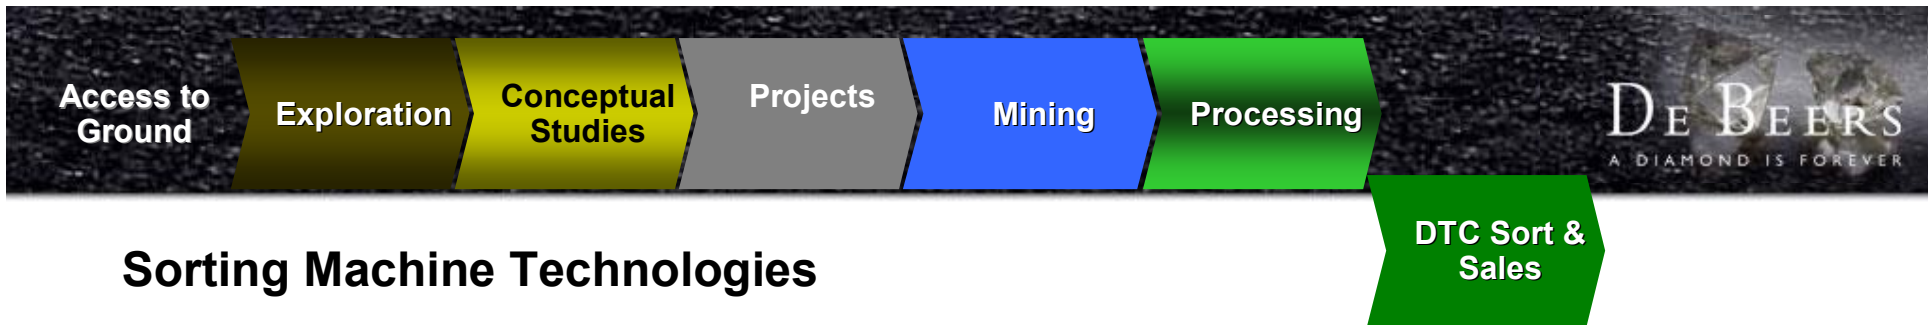 Access to
Ground
Exploration
Conceptual
Studies
Projects
Mining
Processing
DE BEERS
A DIAMOND IS FOREVER
DTC Sort &
Sales
Sorting Machine Technologies